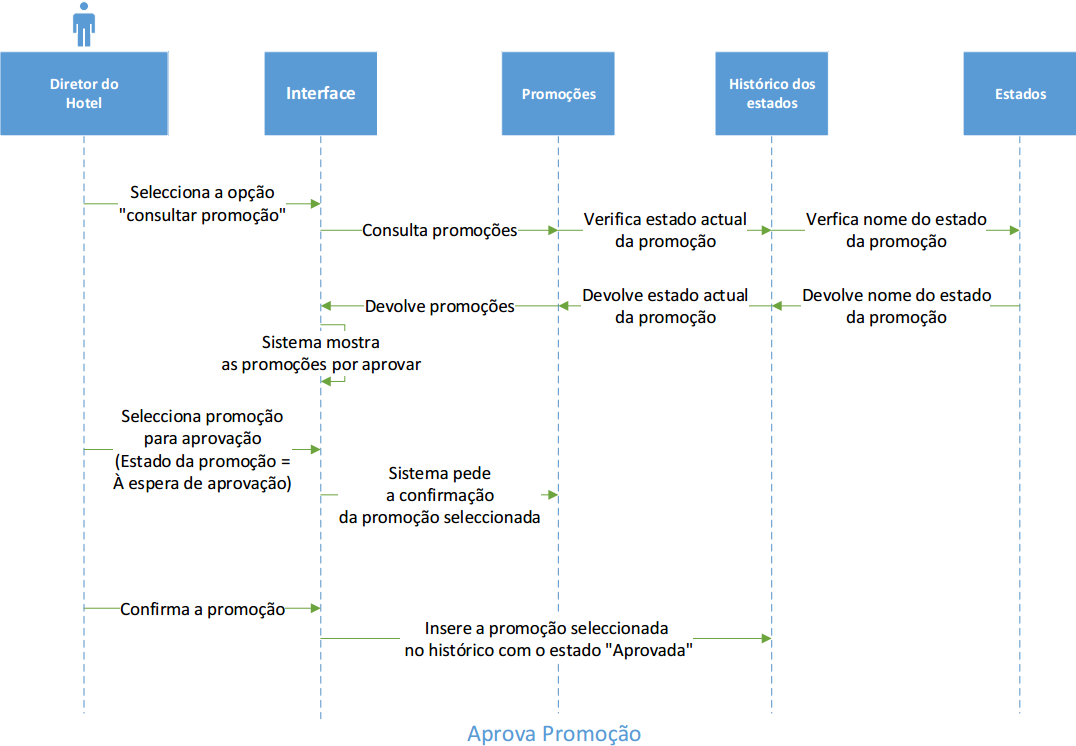 Diretor do
Hotel
Interface
Promoções
Histórico dos
estados
Estados
Selecciona a opção
"consultar promoção"
Consulta promoções
Verifica estado actual
da promoção
Verfica nome do estado
da promoção
Devolve promoções
Devolve estado actual
da promoção
Devolve nome do estado
da promoção
Sistema mostra
as promoções por aprovar
Selecciona promoção
para aprovação
(Estado da promoção =
À espera de aprovação)
Sistema pede
a confirmação
da promoção seleccionada
Confirma a promoção
Insere a promoção seleccionada
no histórico com o estado "Aprovada"
Aprova Promoção